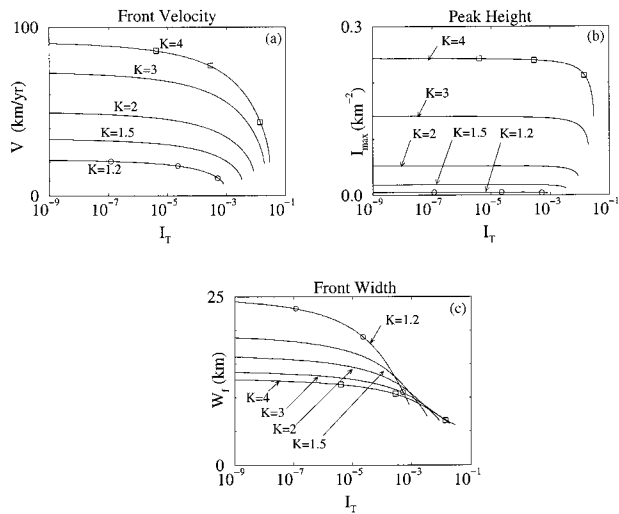 Front Velocity
(a)
100
V (km/yr)
0
K=4
K=3
K=2
K=1.5
K=1.2
10⁻⁹ 10⁻⁷ 10⁻⁵ 10⁻³ 10⁻¹
I_T
Peak Height
(b)
0.3
I_max (km⁻²)
0.0
K=4
K=3
K=2 K=1.5 K=1.2
10⁻⁹ 10⁻⁷ 10⁻⁵ 10⁻³ 10⁻¹
I_T
Front Width
(c)
25
W_f (km)
0
K=1.2
K=4
K=3
K=2
K=1.5
10⁻⁹ 10⁻⁷ 10⁻⁵ 10⁻³ 10⁻¹
I_T